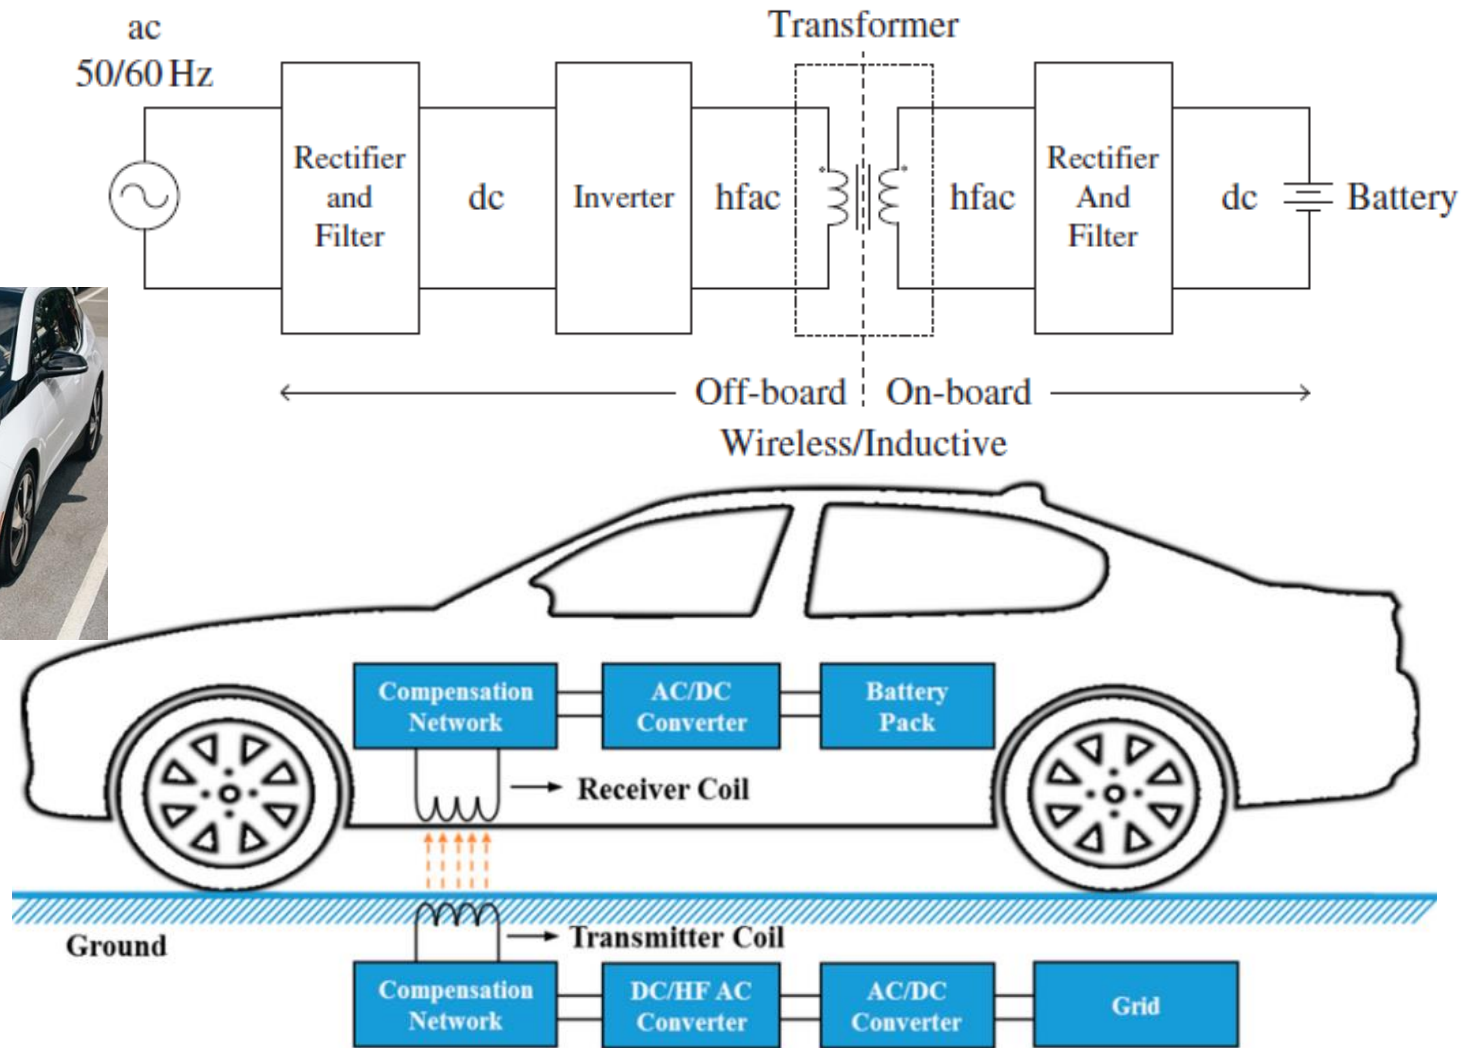 ac
50/60 Hz
Transformer
Rectifier
and
Filter
dc
Inverter
hfac
hfac
Rectifier
And
Filter
dc
Battery
Off-board
On-board
Wireless/Inductive
Compensation
Network
AC/DC
Converter
Battery
Pack
Receiver Coil
Ground
Transmitter Coil
Compensation
Network
DC/HF AC
Converter
AC/DC
Converter
Grid